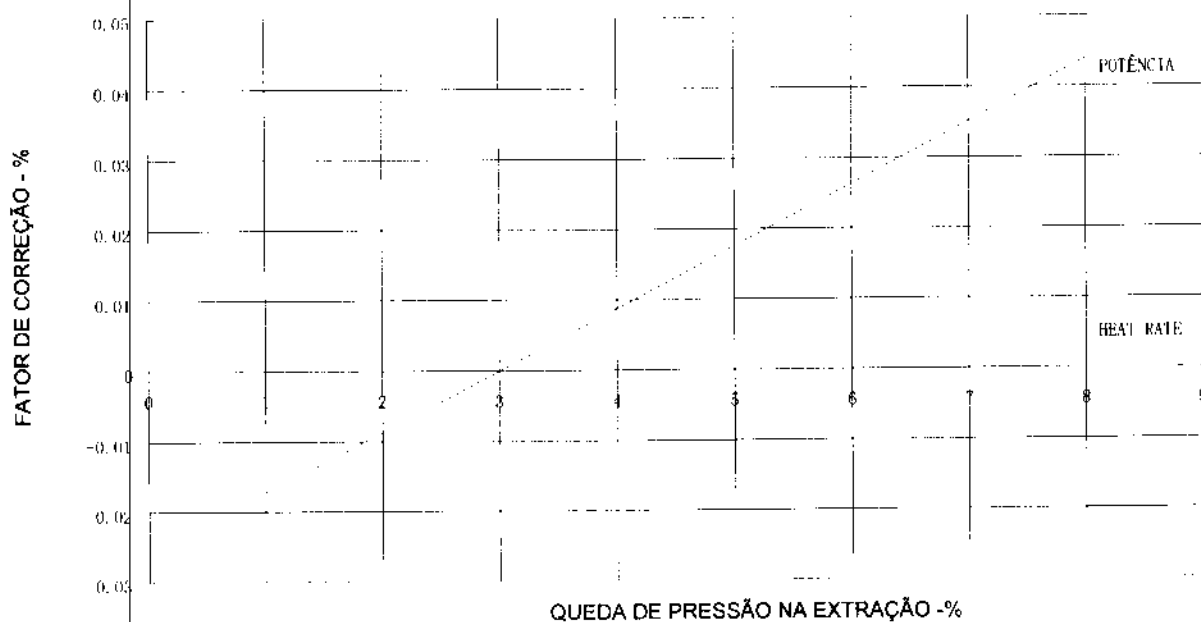 0.05
POTÊNCIA
0.04
0.03
0.02
0.01
HEAT RATE
0
0 1 2 3 4 5 6 7 8
-0.01
0.02
0.03
FATOR DE CORREÇÃO - %
QUEDA DE PRESSÃO NA EXTRAÇÃO -%